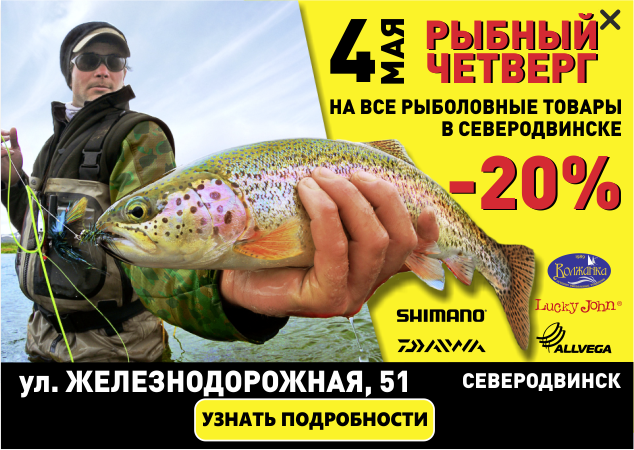 4 МАЯ
РЫБНЫЙ
ЧЕТВЕРГ
НА ВСЕ РЫБОЛОВНЫЕ ТОВАРЫ
В СЕВЕРОДВИНСКЕ
-20%
Волжанка
Lucky John®
SHIMANO
DAIWA
ALLVEGA
ул. ЖЕЛЕЗНОДОРОЖНАЯ, 51
СЕВЕРОДВИНСК
УЗНАТЬ ПОДРОБНОСТИ